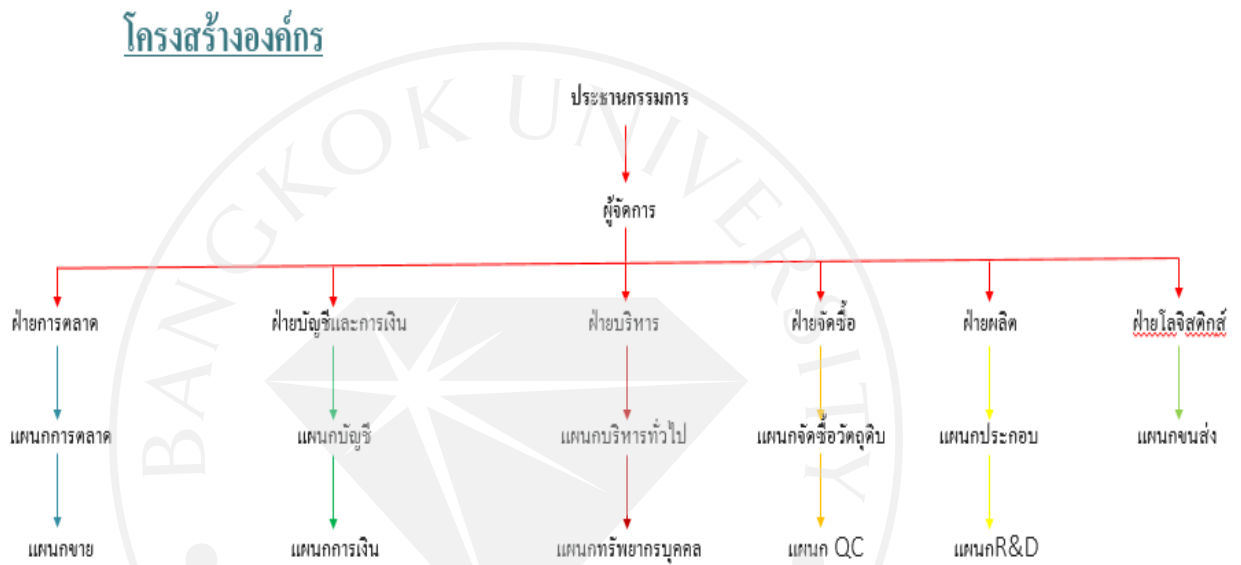 โครงสร้างองค์กร
BANGKOK UNIVERSITY
ประธานกรรมการ
ผู้จัดการ
ฝ่ายการตลาด ฝ่ายบัญชีและการเงิน ฝ่ายบริหาร ฝ่ายจัดซื้อ ฝ่ายผลิต ฝ่ายโลจิสติกส์
แผนกการตลาด แผนกบัญชี แผนกบริหารทั่วไป แผนกจัดซื้อวัตถุดิบ แผนกประกอบ แผนกขนส่ง
แผนกขาย แผนกการเงิน แผนกทรัพยากรบุคคล แผนก QC แผนกR&D